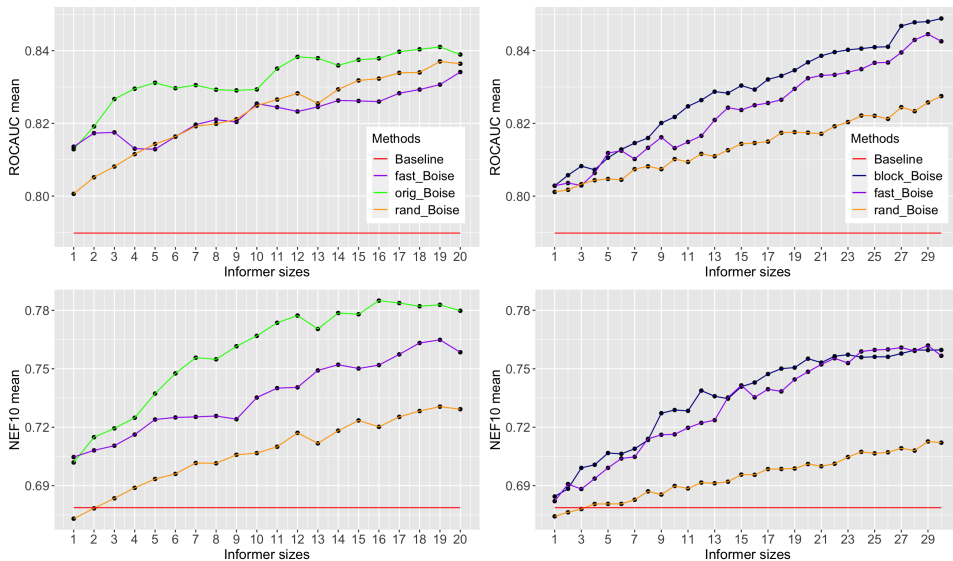 ROCAUC mean
0.84
0.82
0.80
Methods
Baseline
fast_Boise
orig_Boise
rand_Boise
1 2 3 4 5 6 7 8 9 10 11 12 13 14 15 16 17 18 19 20
Informer sizes
ROCAUC mean
0.84
0.82
0.80
Methods
Baseline
block_Boise
fast_Boise
rand_Boise
1 3 5 7 9 11 13 15 17 19 21 23 25 27 29
Informer sizes
NEF10 mean
0.78
0.75
0.72
0.69
1 2 3 4 5 6 7 8 9 10 11 12 13 14 15 16 17 18 19 20
Informer sizes
NEF10 mean
0.78
0.75
0.72
0.69
1 3 5 7 9 11 13 15 17 19 21 23 25 27 29
Informer sizes